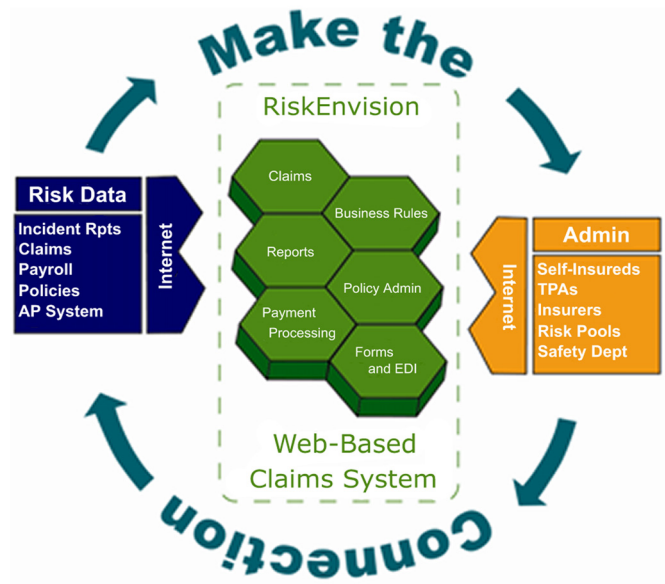 Make the
RiskEnvision
Risk Data
Incident Rpts
Claims
Payroll
Policies
AP System
Internet
Claims
Business Rules
Reports
Policy Admin
Payment
Processing
Forms
and EDI
Internet
Admin
Self-Insureds
TPAs
Insurers
Risk Pools
Safety Dept
Web-Based
Claims System
Connection